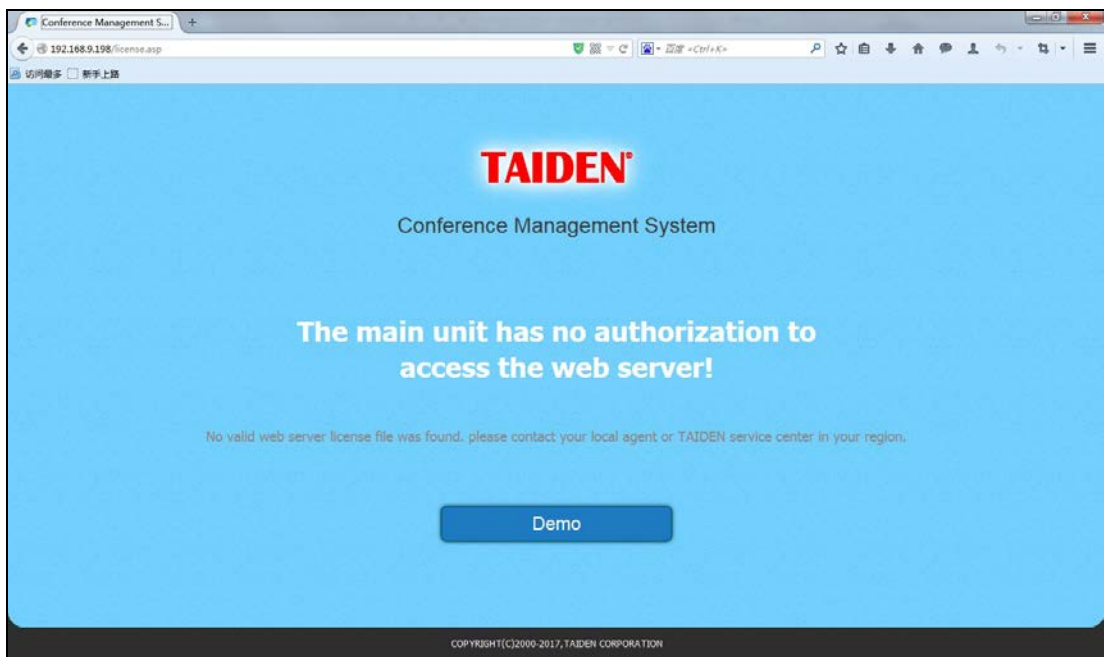 Conference Management S...
192.168.9.198/license.asp
百度 <Ctrl+K>
访问最多 新手上路
TAIDEN®
Conference Management System
The main unit has no authorization to
access the web server!
No valid web server license file was found. please contact your local agent or TAIDEN service center in your region.
Demo
COPYRIGHT(C)2000-2017,TAIDEN CORPORATION